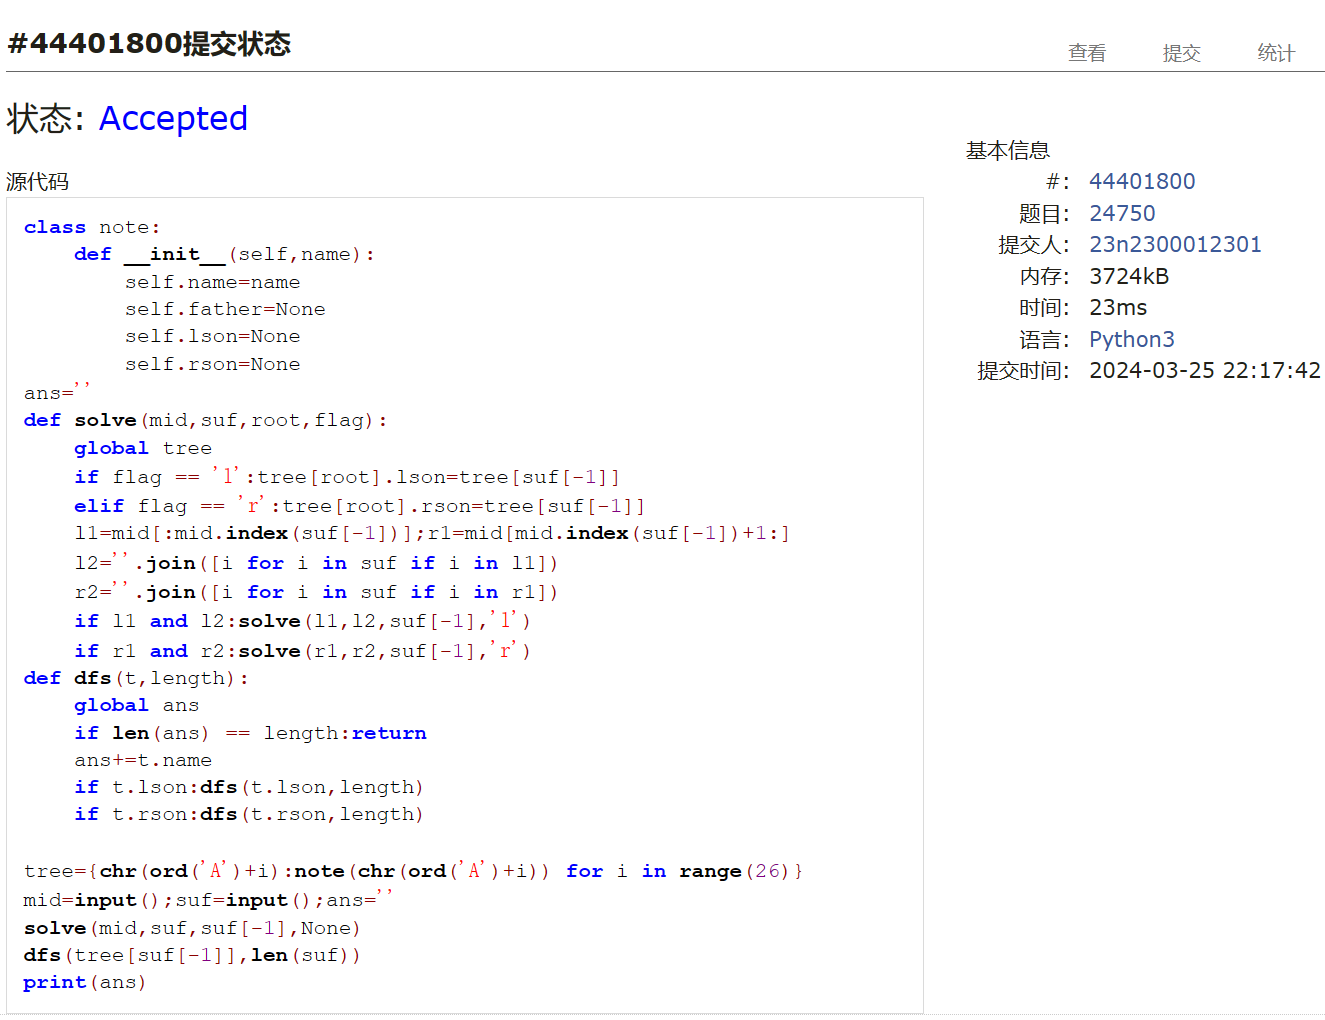 #44401800提交状态
查看 提交 统计
状态: Accepted
源代码
class note:
    def __init__(self,name):
        self.name=name
        self.father=None
        self.lson=None
        self.rson=None
ans=''
def solve(mid,suf,root,flag):
    global tree
    if flag == 'l':tree[root].lson=tree[suf[-1]]
    elif flag == 'r':tree[root].rson=tree[suf[-1]]
    l1=mid[:mid.index(suf[-1])];r1=mid[mid.index(suf[-1])+1:]
    l2=''.join([i for i in suf if i in l1])
    r2=''.join([i for i in suf if i in r1])
    if l1 and l2:solve(l1,l2,suf[-1],'l')
    if r1 and r2:solve(r1,r2,suf[-1],'r')
def dfs(t,length):
    global ans
    if len(ans) == length:return
    ans+=t.name
    if t.lson:dfs(t.lson,length)
    if t.rson:dfs(t.rson,length)
tree={chr(ord('A')+i):note(chr(ord('A')+i)) for i in range(26)}
mid=input();suf=input();ans=''
solve(mid,suf,suf[-1],None)
dfs(tree[suf[-1]],len(suf))
print(ans)
基本信息
#: 44401800
题目: 24750
提交人: 23n2300012301
内存: 3724kB
时间: 23ms
语言: Python3
提交时间: 2024-03-25 22:17:42